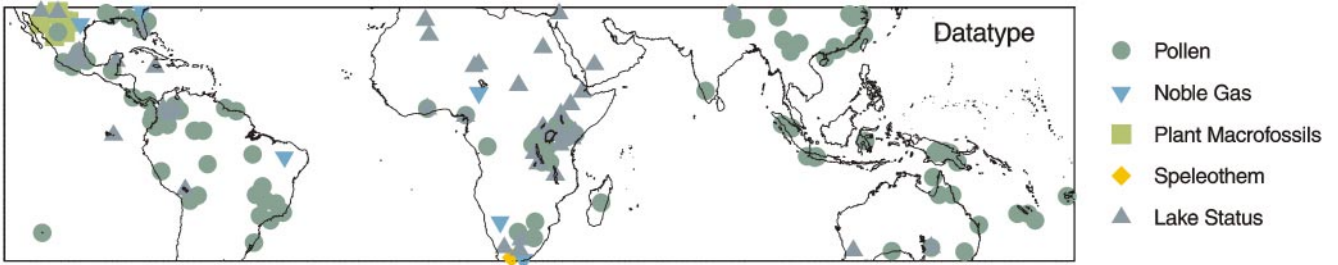 Datatype
Pollen
Noble Gas
Plant Macrofossils
Speleothem
Lake Status